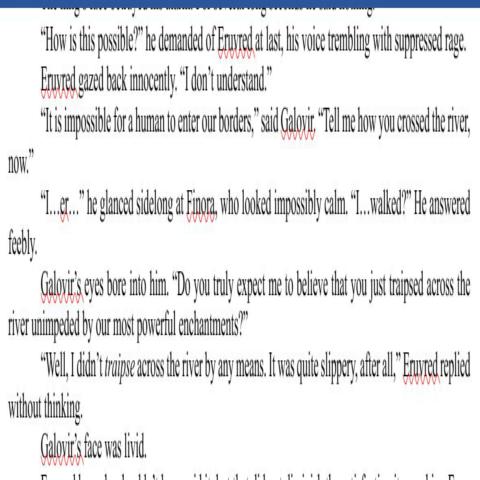 “How is this possible?” he demanded of Eruvred at last, his voice trembling with suppressed rage.
Eruvred gazed back innocently. “I don’t understand.”
“It is impossible for a human to enter our borders,” said Galovir. “Tell me how you crossed the river,
now.”
“I…er…” he glanced sidelong at Finora, who looked impossibly calm. “I…walked?” He answered
feebly.
Galovir’s eyes bore into him. “Do you truly expect me to believe that you just traipsed across the
river unimpeded by our most powerful enchantments?”
“Well, I didn’t traipse across the river by any means. It was quite slippery, after all,” Eruvred replied
without thinking.
Galovir’s face was livid.